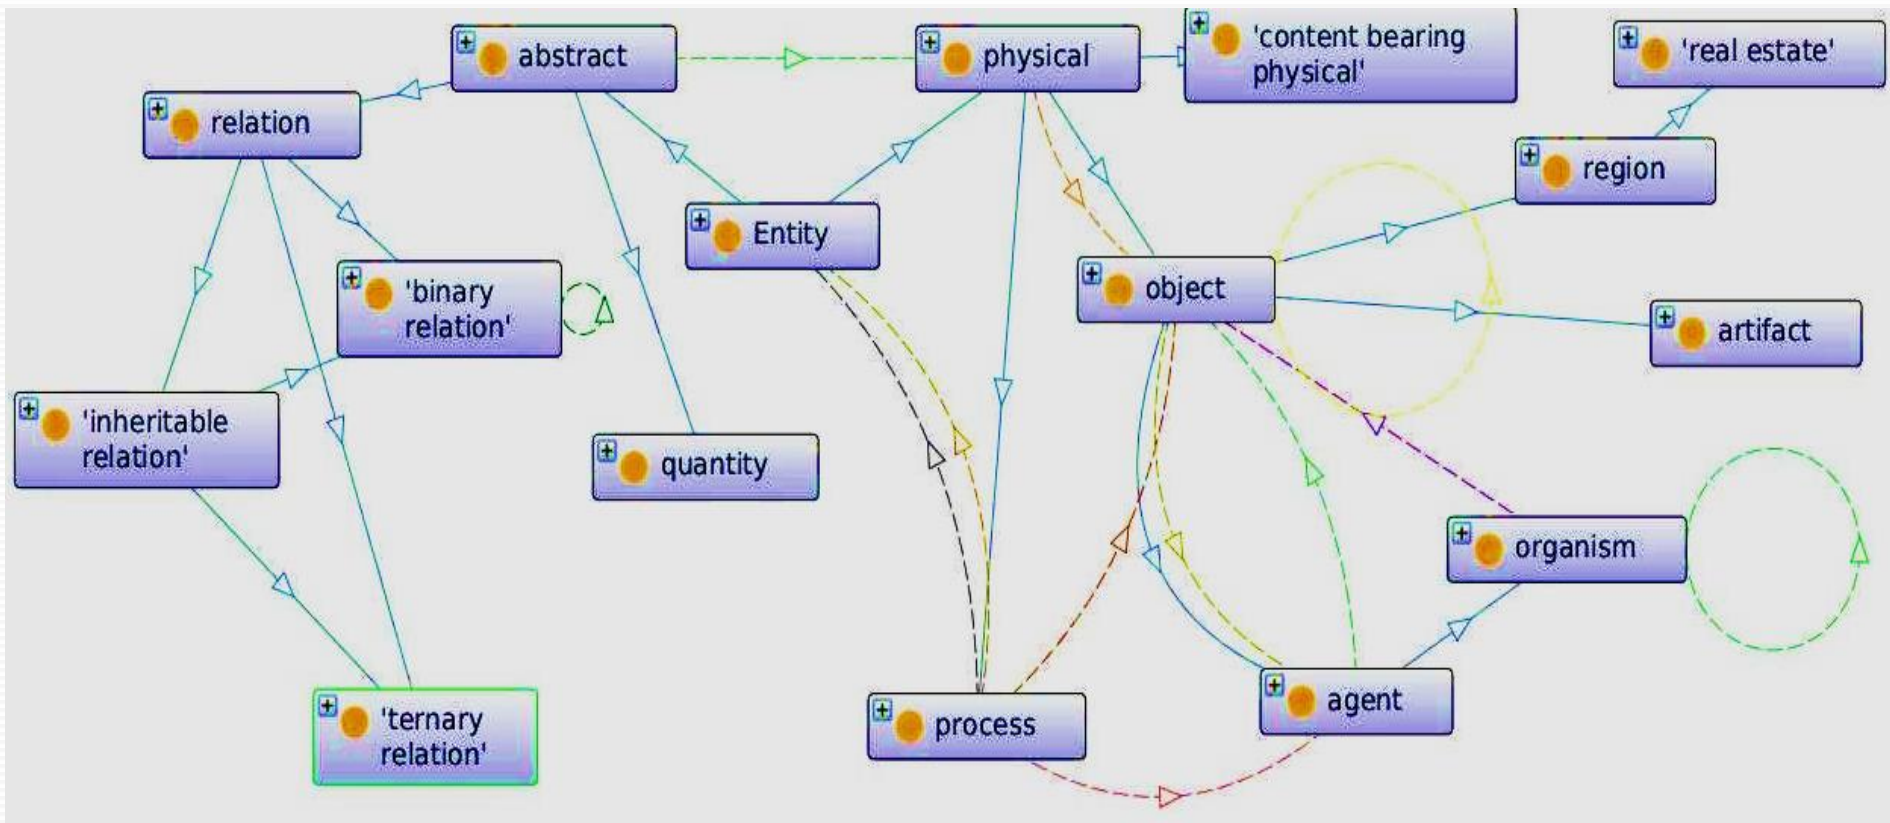 abstract
physical
'content bearing
physical'
'real estate'
relation
region
Entity
'binary
relation'
object
artifact
'inheritable
relation'
quantity
organism
'ternary
relation'
process
agent